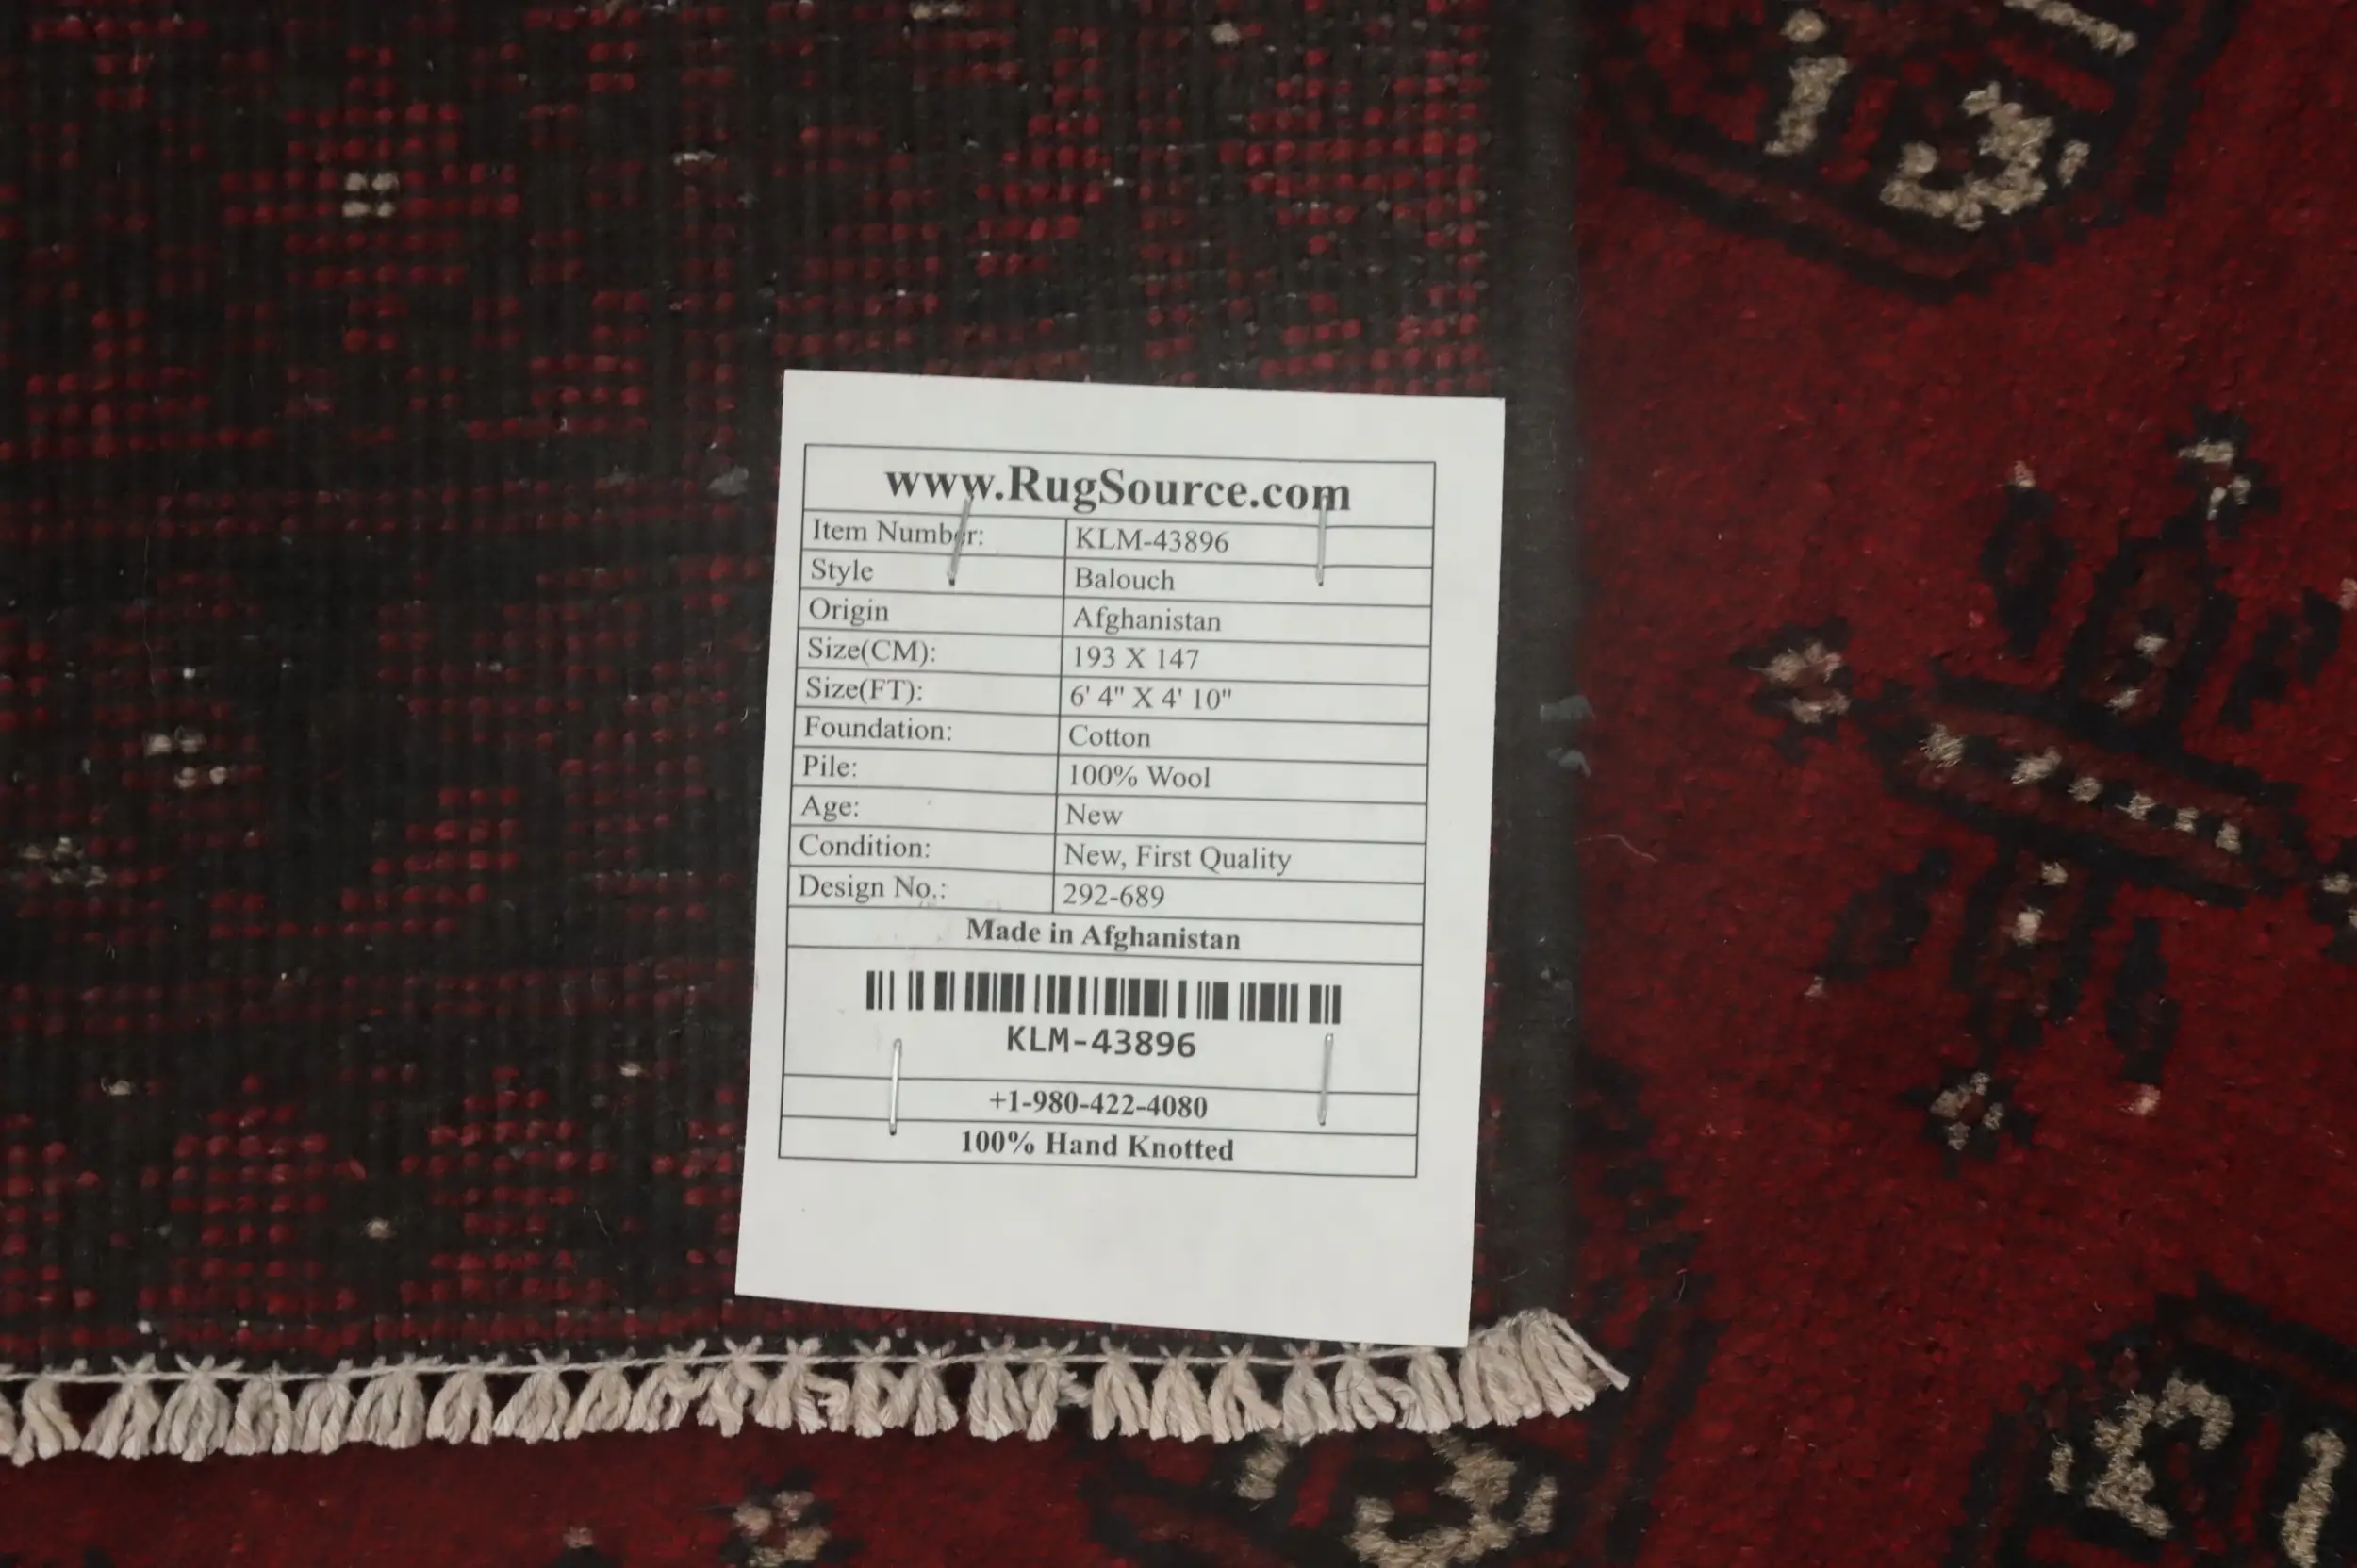 www.RugSource.com
Item Number: KLM-43896
Style Balouch
Origin Afghanistan
Size(CM): 193 X 147
Size(FT): 6' 4" X 4' 10"
Foundation: Cotton
Pile: 100% Wool
Age: New
Condition: New, First Quality
Design No.: 292-689
Made in Afghanistan
KLM-43896
+1-980-422-4080
100% Hand Knotted